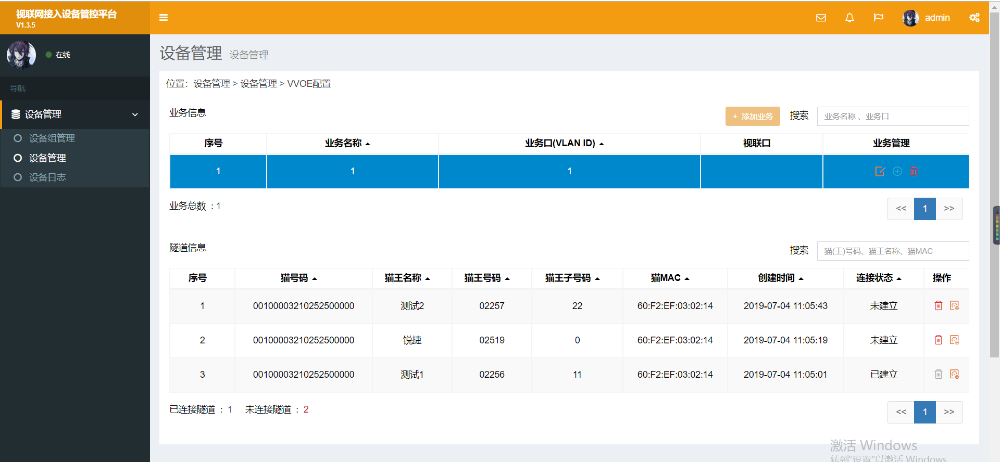 视联网接入设备管控平台
V1.3.5
admin
在线
导航
设备管理
设备组管理
设备管理
设备日志
设备管理 设备管理
位置：设备管理 > 设备管理 > VVOE配置
业务信息 + 添加业务 搜索 业务名称 、业务口
序号 业务名称 业务口(VLAN ID) 视联口 业务管理
1 1 1
业务总数 ：1 << 1 >>
隧道信息 搜索 猫(王)号码、猫王名称、猫MAC
序号 猫号码 猫王名称 猫王号码 猫王子号码 猫MAC 创建时间 连接状态 操作
1 00100003210252500000 测试2 02257 22 60:F2:EF:03:02:14 2019-07-04 11:05:43 未建立
2 00100003210252500000 锐捷 02519 0 60:F2:EF:03:02:14 2019-07-04 11:05:19 未建立
3 00100003210252500000 测试1 02256 11 60:F2:EF:03:02:14 2019-07-04 11:05:01 已建立
已连接隧道 ：1 未连接隧道 ：2 << 1 >>
激活 Windows
转到“设置”以激活 Windows